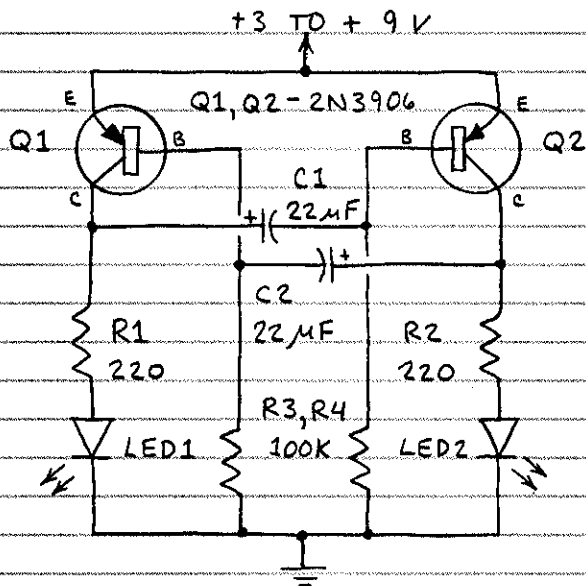 +3 TO + 9 V
E
Q1, Q2 - 2N3906
E
Q1
B
B
Q2
C
C1
C
+
22 µF
+
C2
R1
22 µF
R2
220
220
R3, R4
LED1
100K
LED2